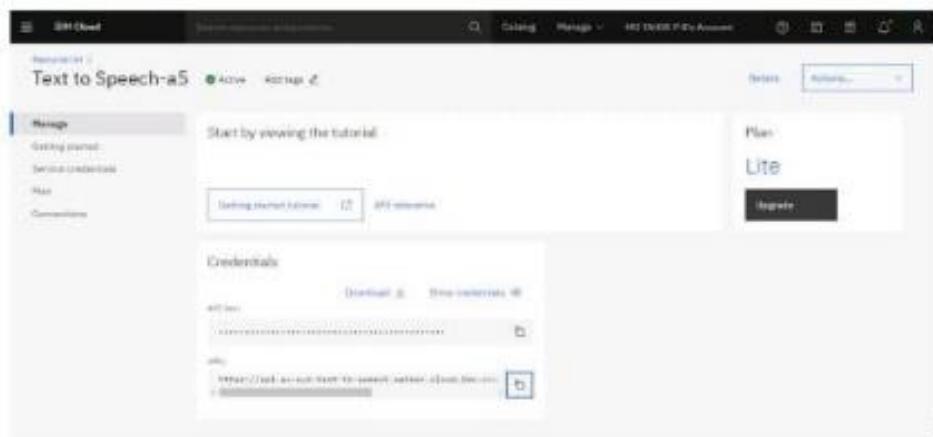 IBM Cloud
Catalog
Manage
Resource list /
Text to Speech-a5
Active
Add tags
Details
Actions...
Manage
Getting started
Service credentials
Plan
Connections
Start by viewing the tutorial
Getting started tutorial
API reference
Plan
Lite
Upgrade
Credentials
Download
Show credentials
API key:
URL: